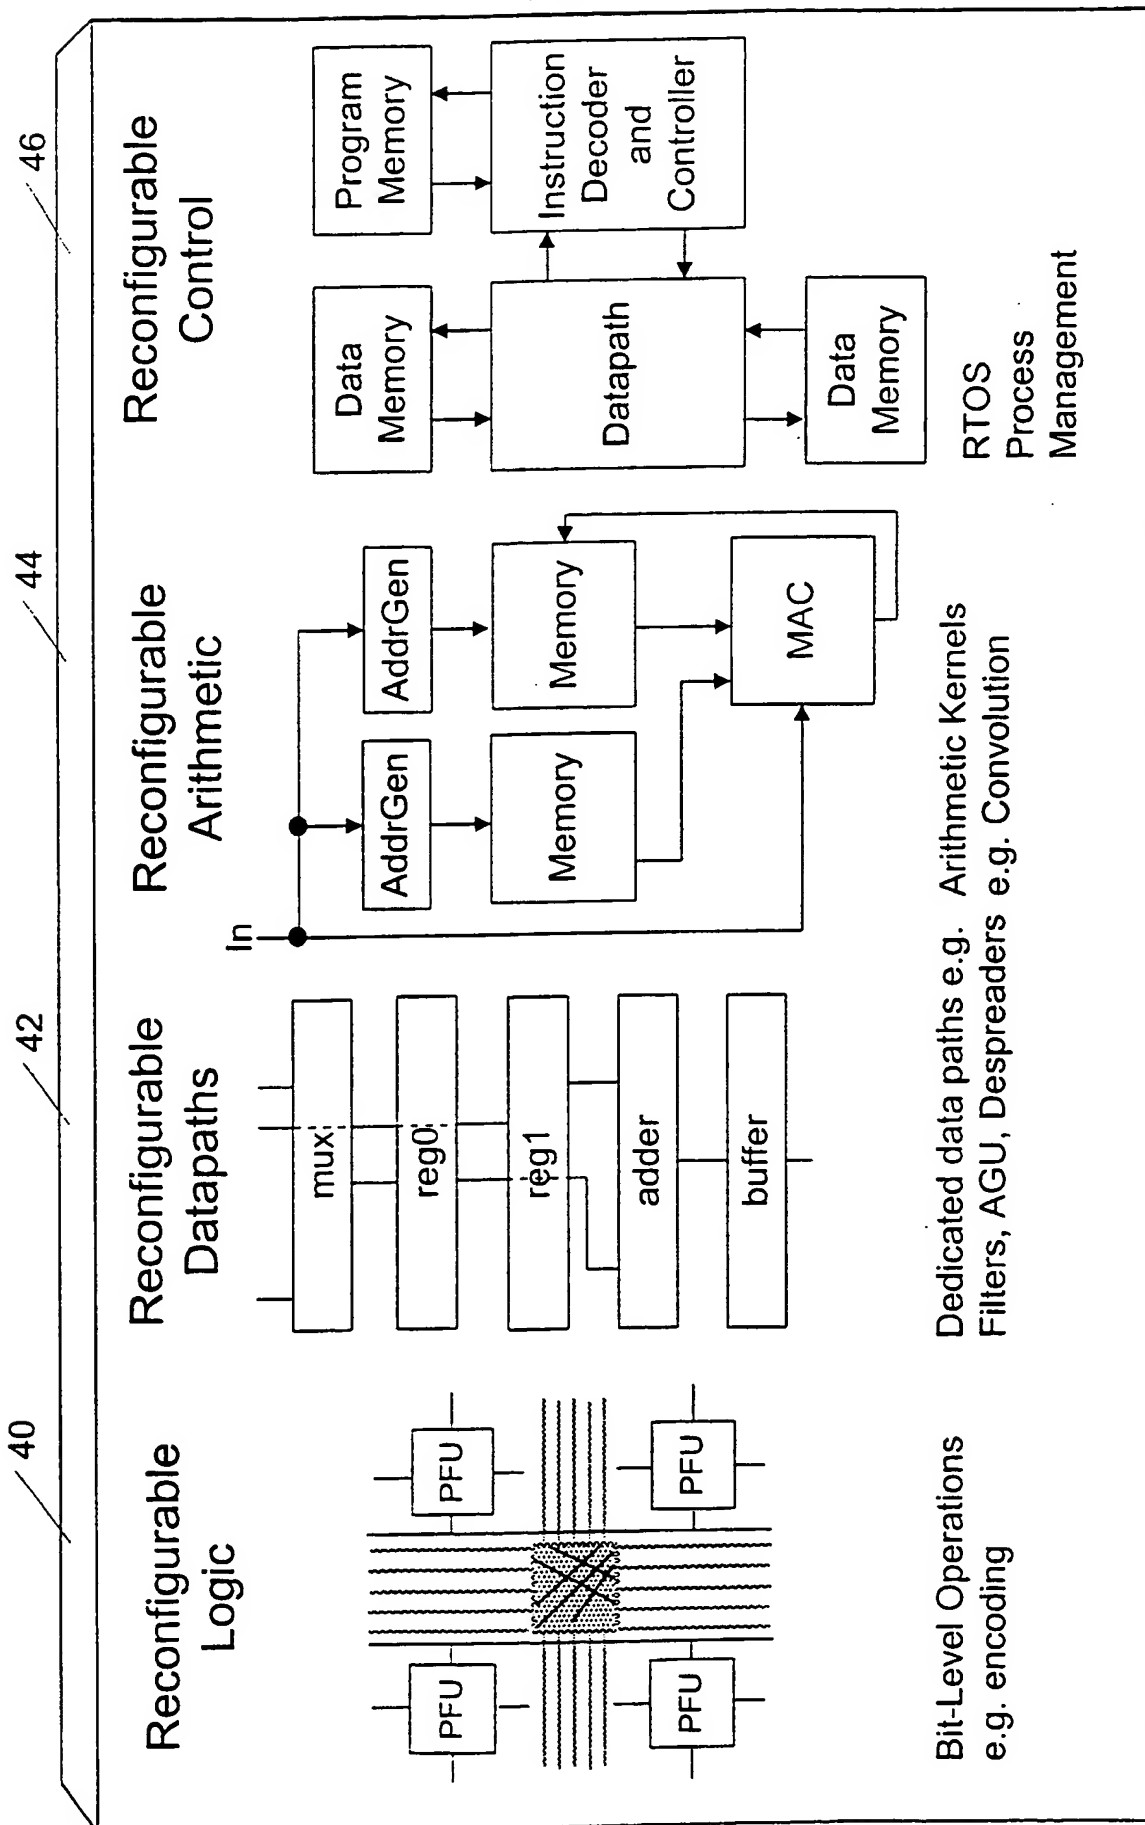 40
42
44
46
Reconfigurable
Logic
PFU
PFU
PFU
PFU
Bit-Level Operations
e.g. encoding
Reconfigurable
Datapaths
mux
reg0
reg1
adder
buffer
Dedicated data paths e.g.
Filters, AGU, Despreaders
Reconfigurable
Arithmetic
In
AddrGen
AddrGen
Memory
Memory
MAC
Arithmetic Kernels
e.g. Convolution
Reconfigurable
Control
Data
Memory
Program
Memory
Datapath
Instruction
Decoder
and
Controller
Data
Memory
RTOS
Process
Management